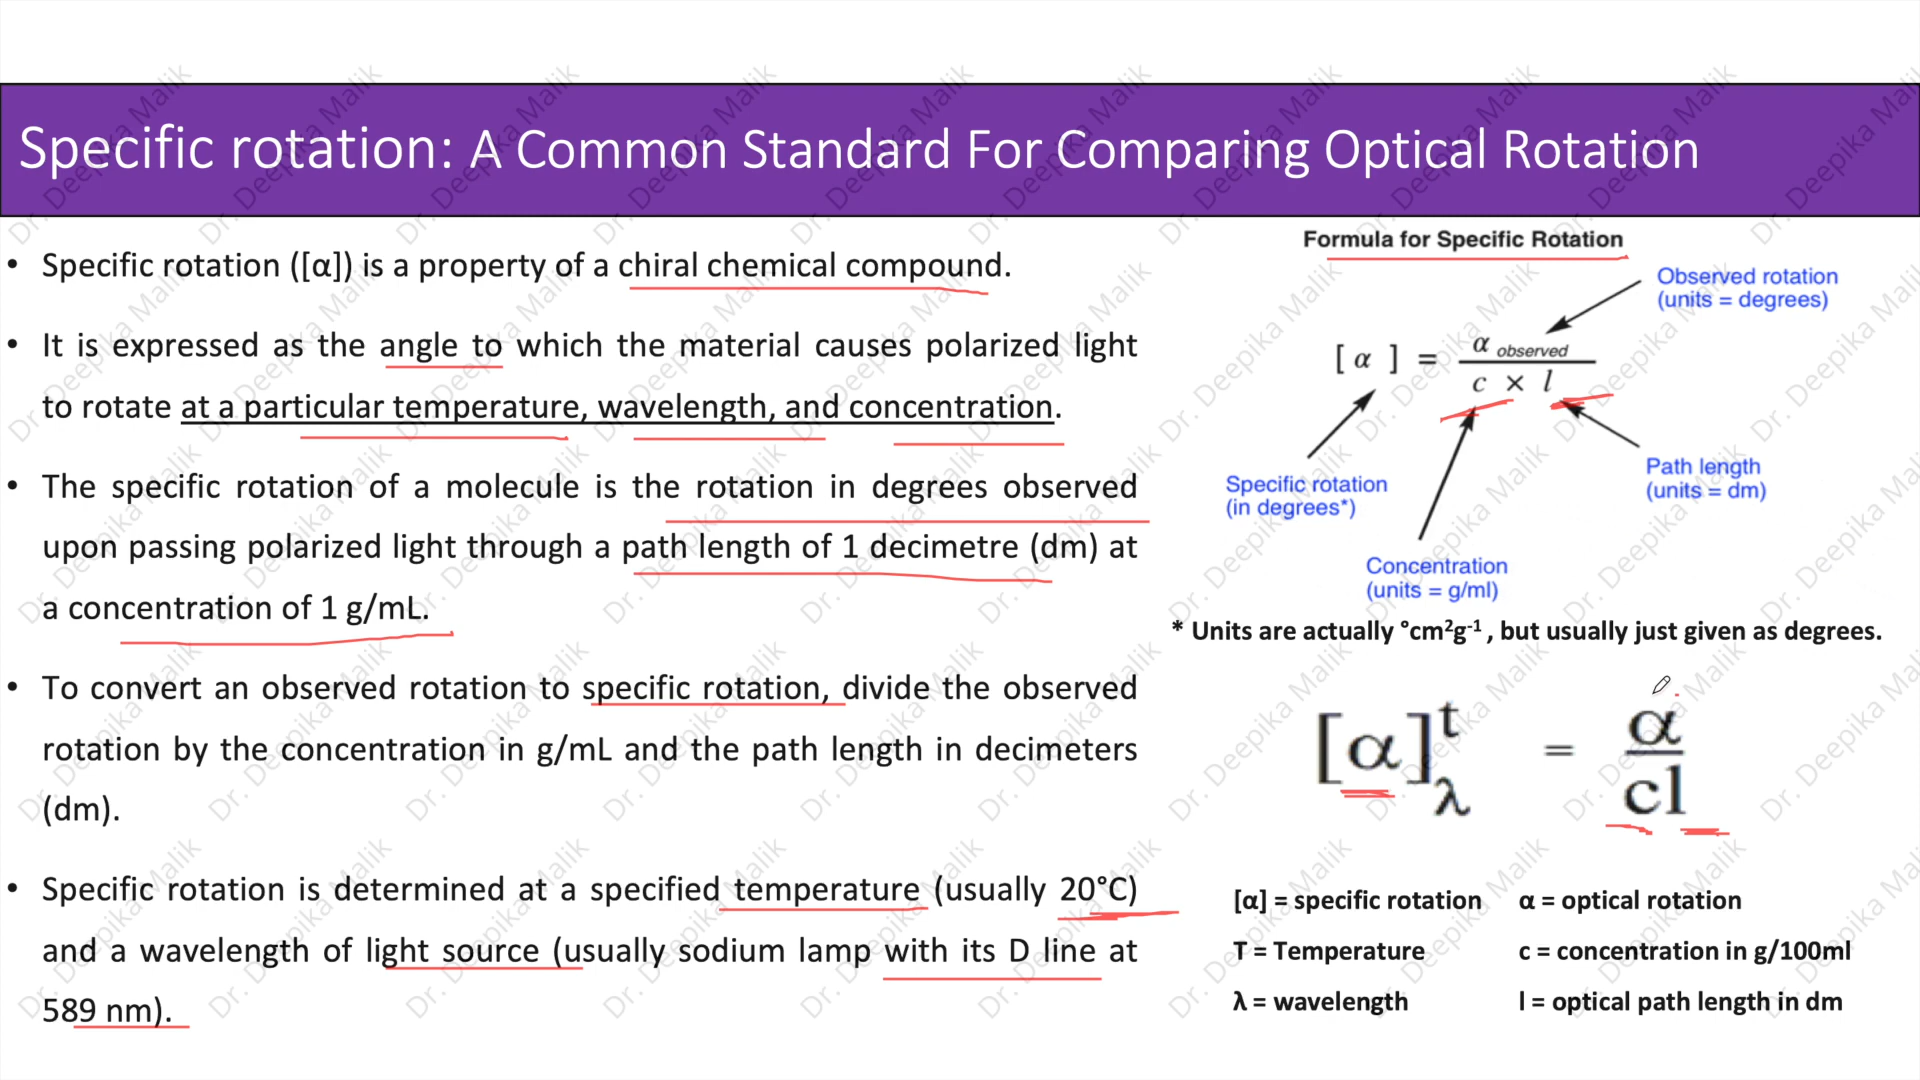 Specific rotation: A Common Standard For Comparing Optical Rotation
• Specific rotation ([α]) is a property of a chiral chemical compound.
• It is expressed as the angle to which the material causes polarized light
to rotate at a particular temperature, wavelength, and concentration.
• The specific rotation of a molecule is the rotation in degrees observed
upon passing polarized light through a path length of 1 decimetre (dm) at
a concentration of 1 g/mL.
• To convert an observed rotation to specific rotation, divide the observed
rotation by the concentration in g/mL and the path length in decimeters
(dm).
• Specific rotation is determined at a specified temperature (usually 20°C)
and a wavelength of light source (usually sodium lamp with its D line at
589 nm).
Formula for Specific Rotation
Observed rotation
(units = degrees)
[ α ] = α observed
c × l
Path length
(units = dm)
Specific rotation
(in degrees*)
Concentration
(units = g/ml)
* Units are actually °cm²g⁻¹ , but usually just given as degrees.
[α]tλ = α
cl
[α] = specific rotation
α = optical rotation
T = Temperature
c = concentration in g/100ml
λ = wavelength
l = optical path length in dm
Dr. Deepika Malik